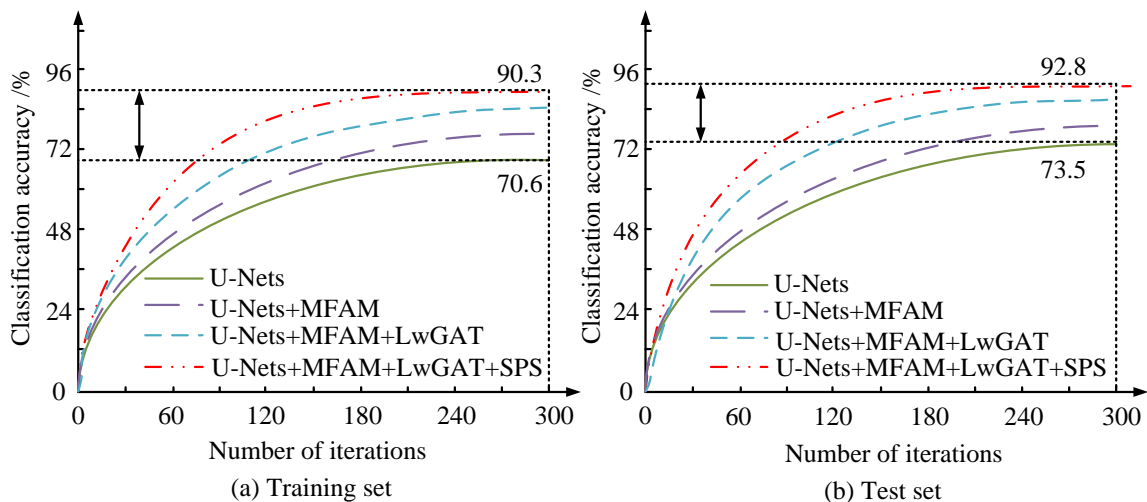 Classification accuracy /%
96
72
48
24
0
90.3
70.6
U-Nets
U-Nets+MFAM
U-Nets+MFAM+LwGAT
U-Nets+MFAM+LwGAT+SPS
0
60
120
180
240
300
Number of iterations
(a) Training set
Classification accuracy /%
96
72
48
24
0
92.8
73.5
U-Nets
U-Nets+MFAM
U-Nets+MFAM+LwGAT
U-Nets+MFAM+LwGAT+SPS
0
60
120
180
240
300
Number of iterations
(b) Test set